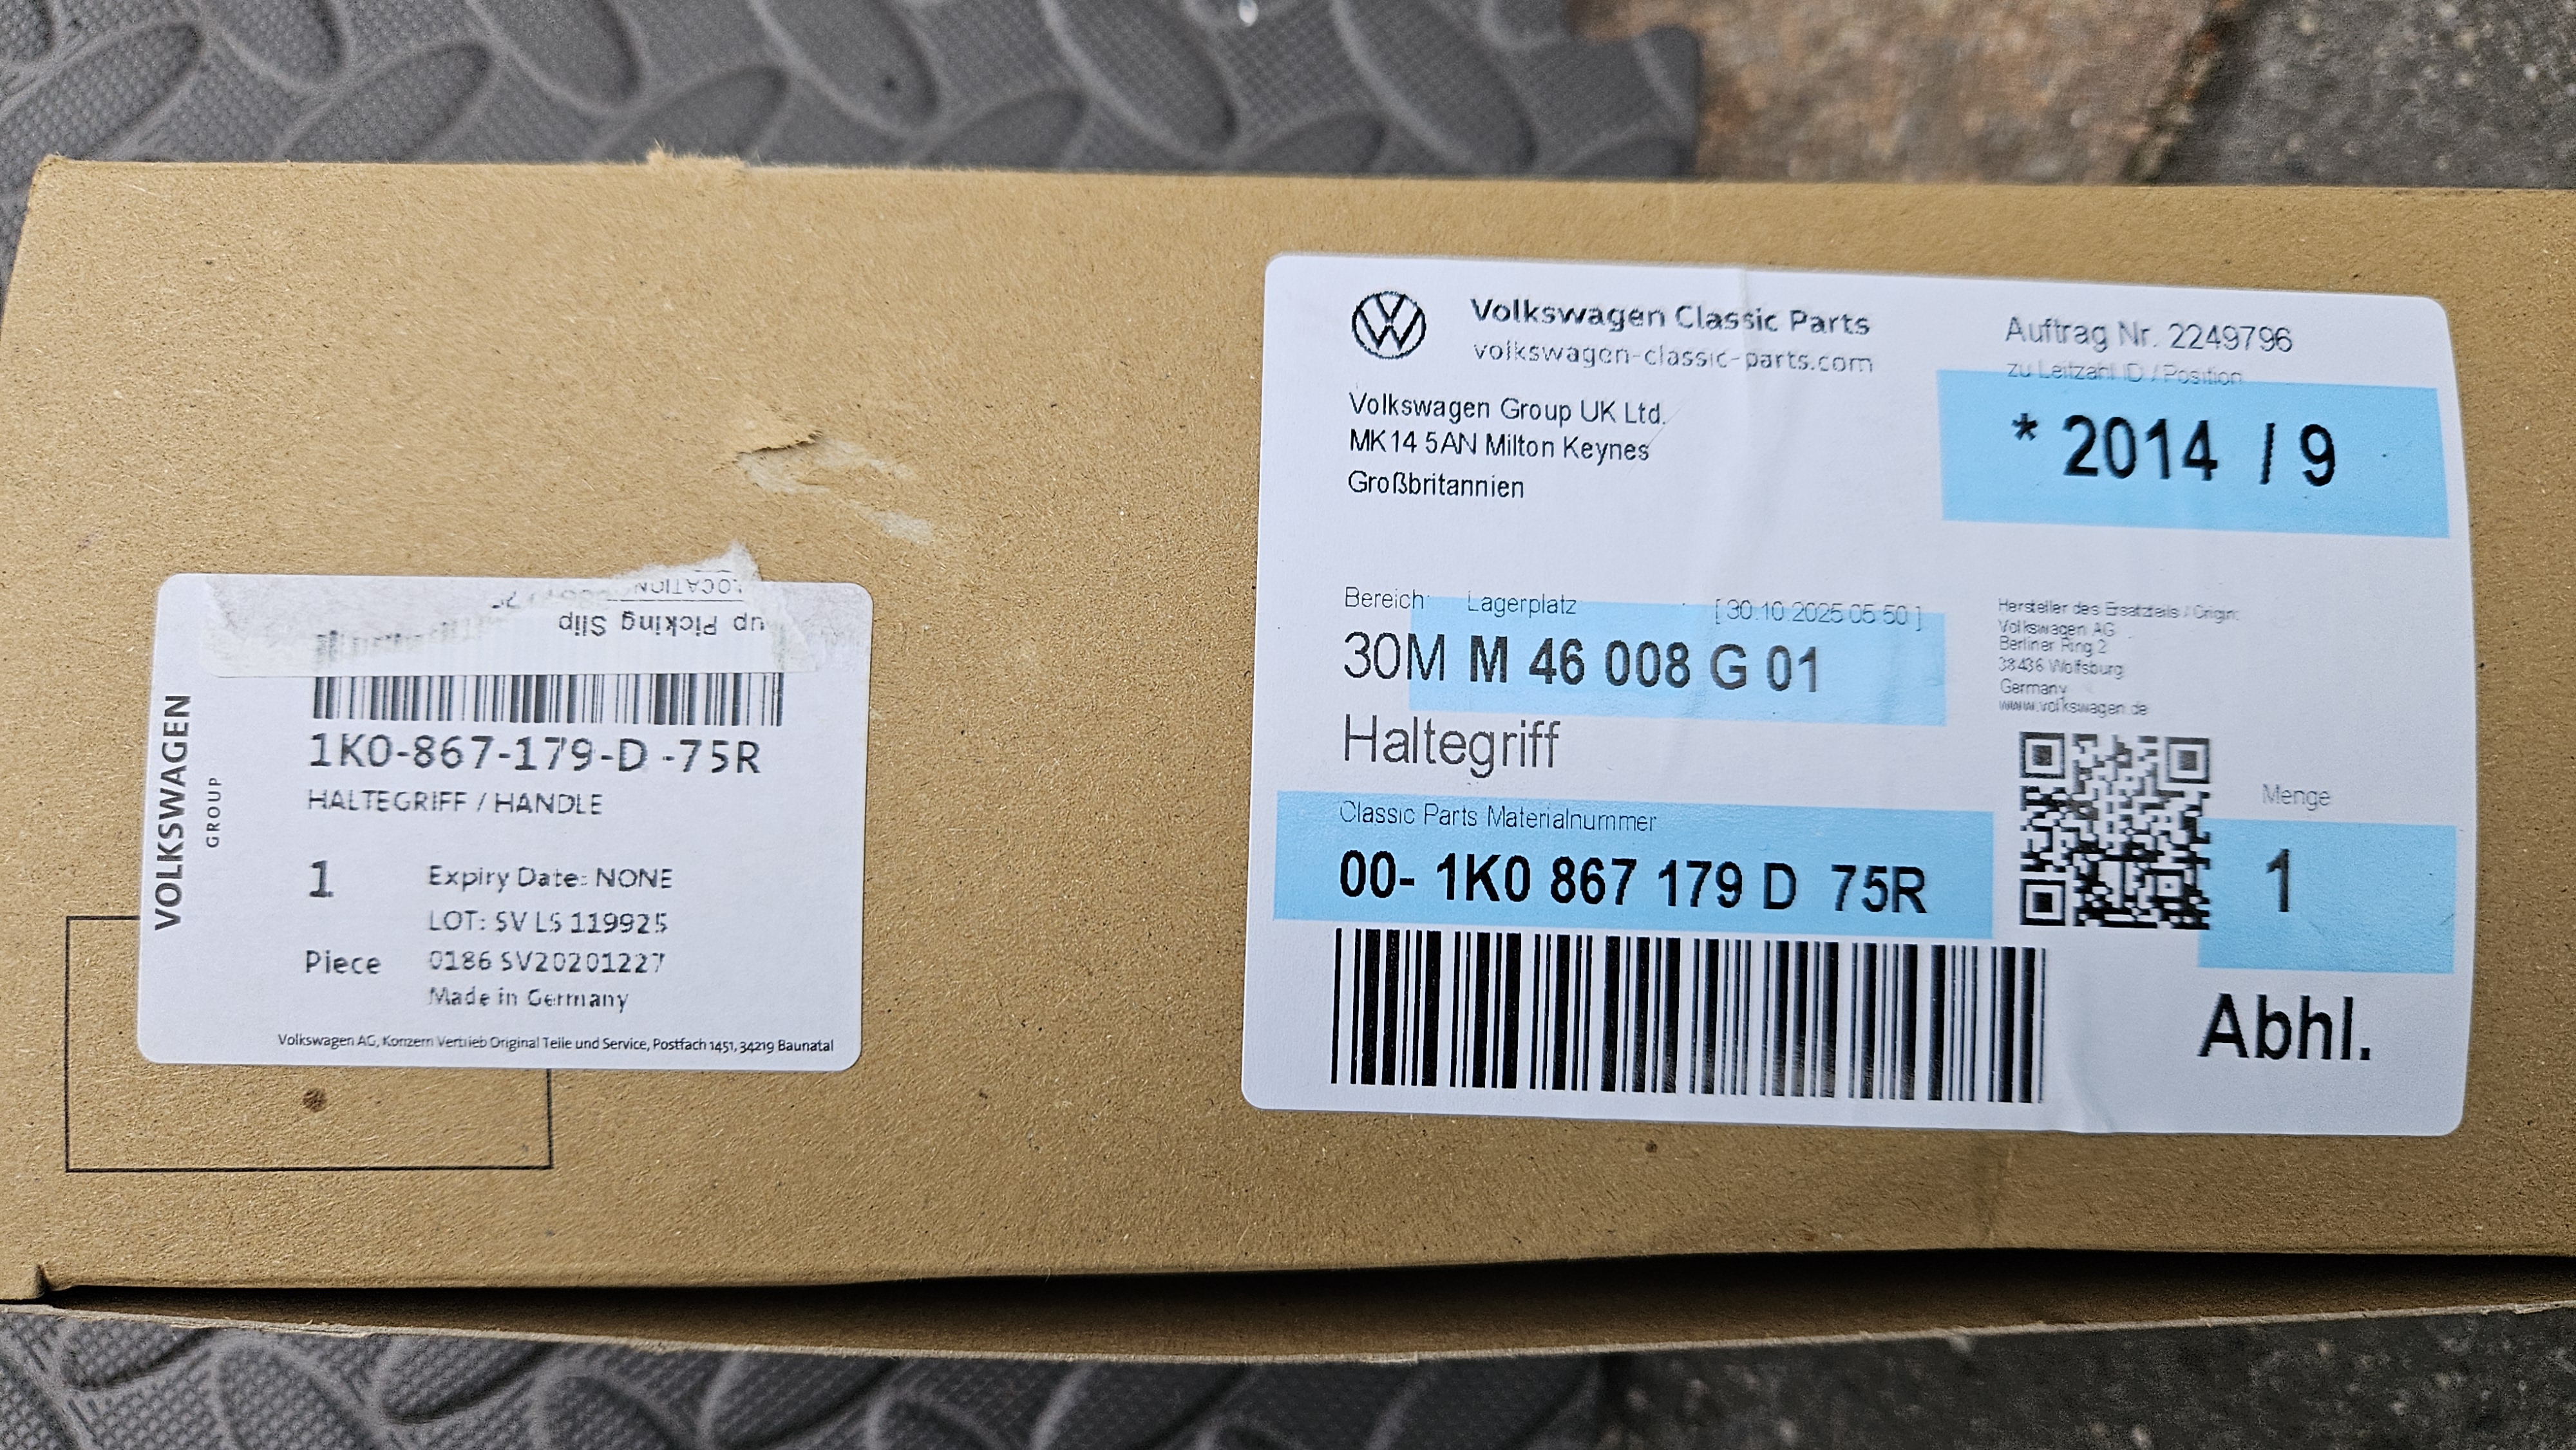 LOCATION
up Picking Slip
VOLKSWAGEN
GROUP
1K0-867-179-D -75R
HALTEGRIFF / HANDLE
1
Expiry Date: NONE
LOT: SV LS 119925
Piece
0186 SV20201227
Made in Germany
Volkswagen AG, Konzern Vertrieb Original Teile und Service, Postfach 1451, 34219 Baunatal
Volkswagen Classic Parts
volkswagen-classic-parts.com
Volkswagen Group UK Ltd.
MK14 5AN Milton Keynes
Großbritannien
Auftrag Nr. 2249796
zu Leitzahl ID / Position
* 2014 / 9
Bereich Lagerplatz [ 30.10.2025 05:50 ]
30M M 46 008 G 01
Haltegriff
Hersteller des Ersatzteils / Origin:
Volkswagen AG
Berliner Ring 2
38436 Wolfsburg
Germany
www.volkswagen.de
Classic Parts Materialnummer
00- 1K0 867 179 D 75R
Menge
1
Abhl.